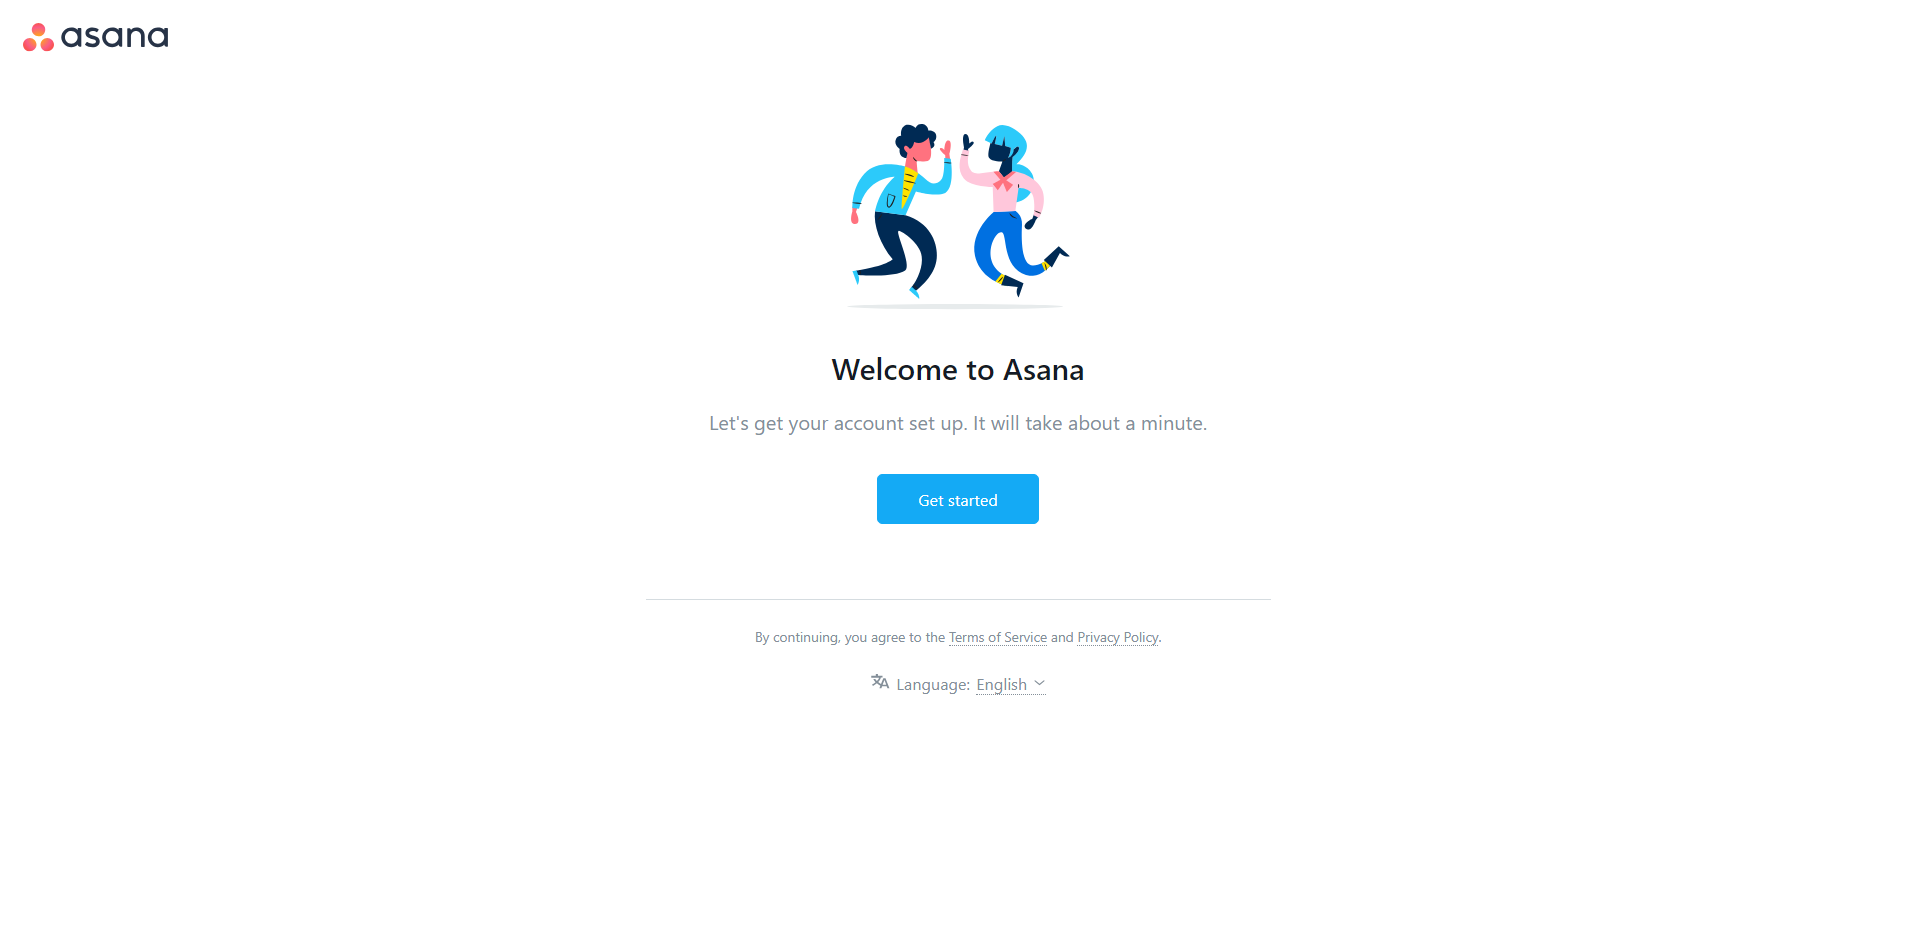 asana
Welcome to Asana
Let's get your account set up. It will take about a minute.
Get started
By continuing, you agree to the Terms of Service and Privacy Policy.
Language: English